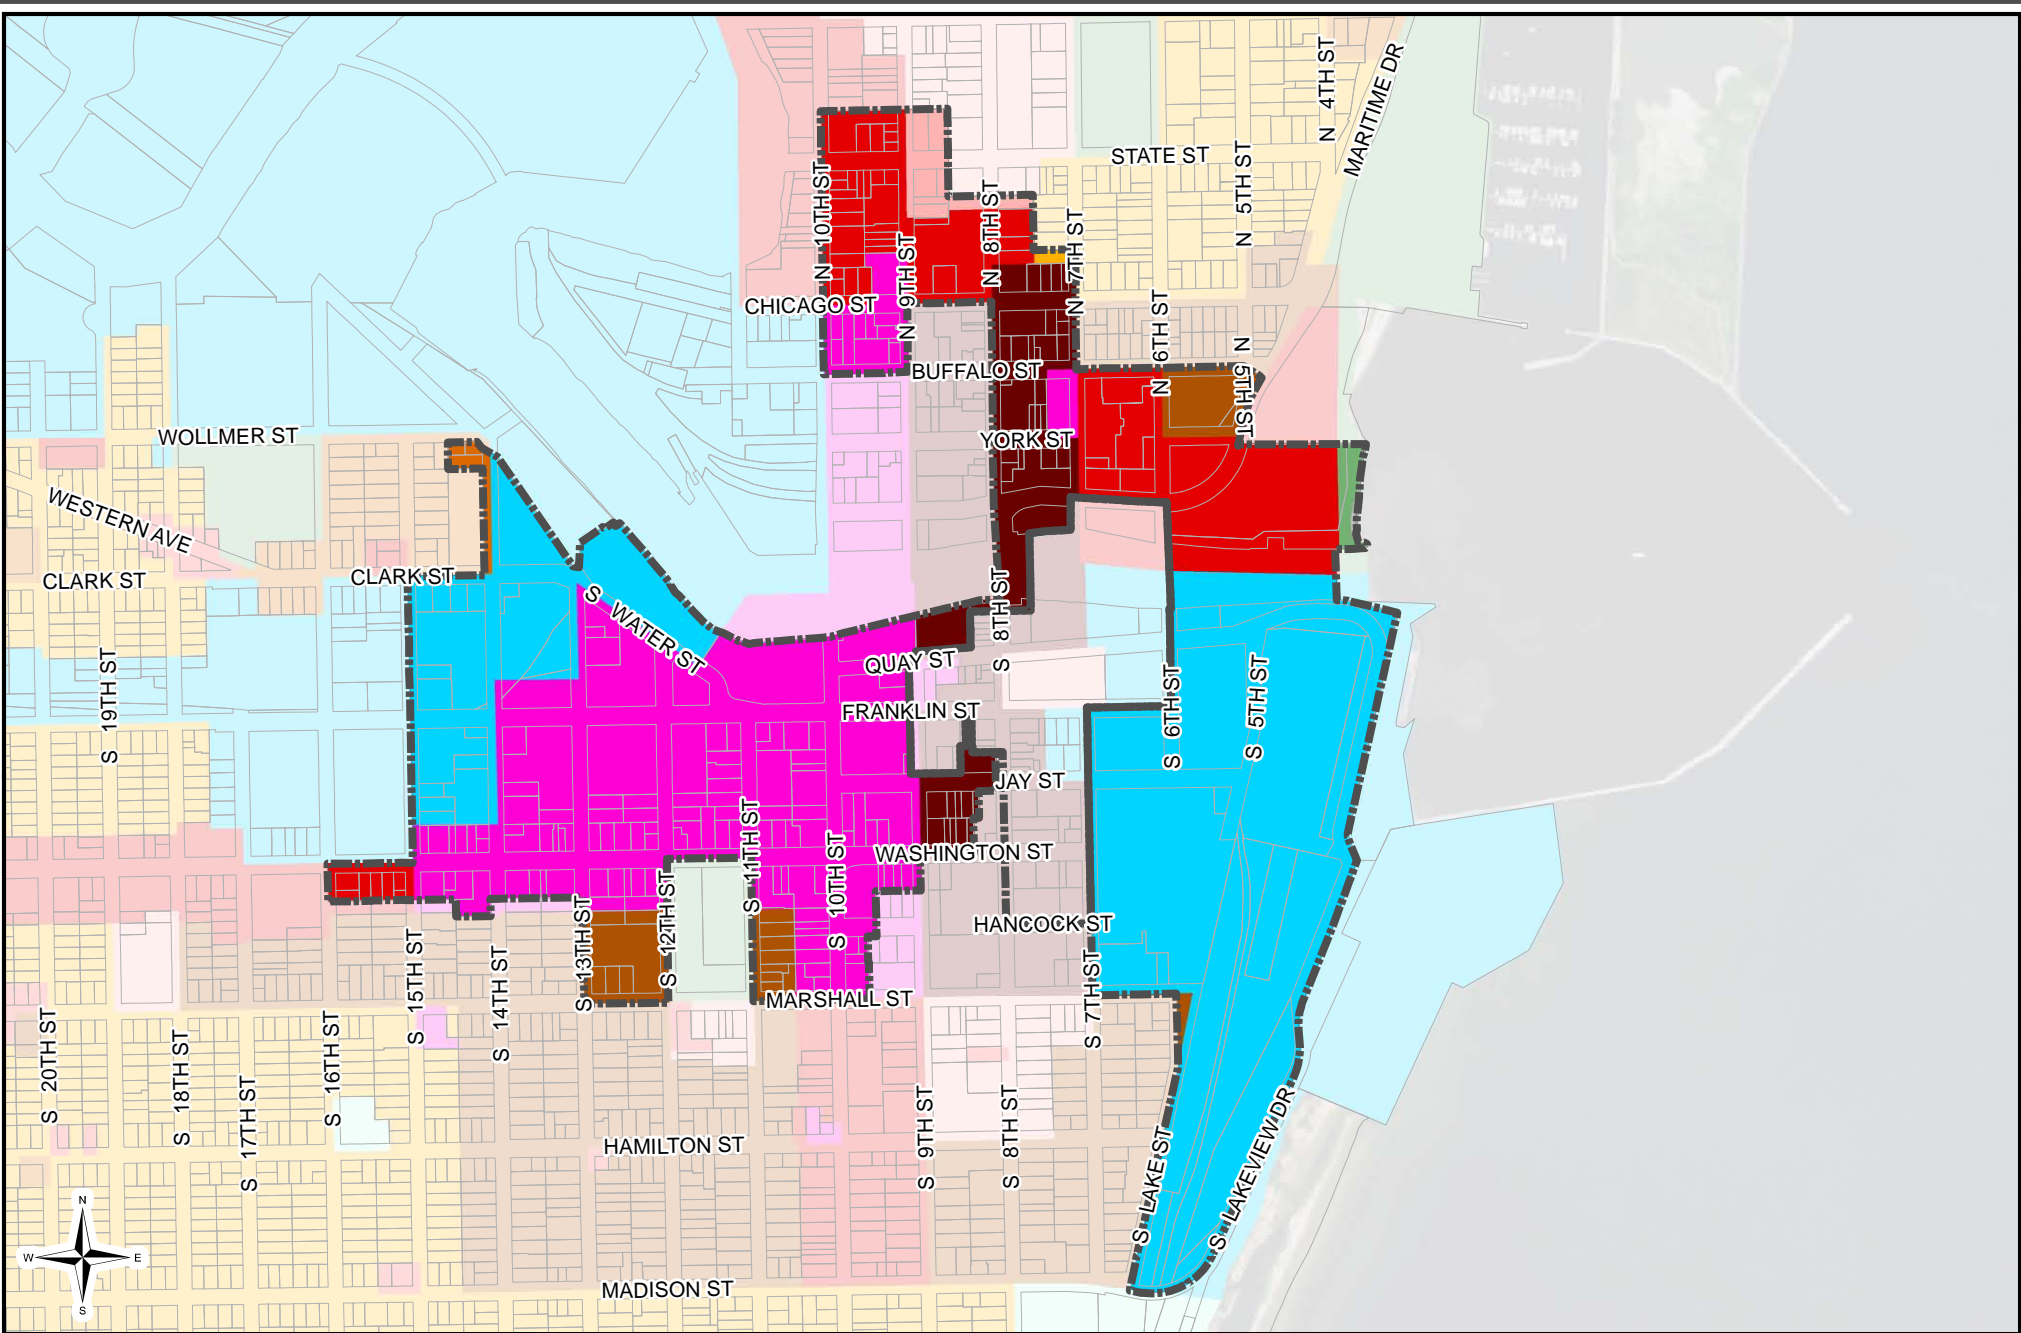 N 4TH ST
MARITIME DR
STATE ST
N 5TH ST
N 10TH ST
N 8TH ST
N 7TH ST
N 9TH ST
CHICAGO ST
N 6TH ST
N 5TH ST
BUFFALO ST
WOLLMER ST
YORK ST
WESTERN AVE
CLARK ST
CLARK ST
S WATER ST
S 8TH ST
QUAY ST
S 19TH ST
FRANKLIN ST
S 6TH ST
S 5TH ST
JAY ST
S 11TH ST
S 10TH ST
WASHINGTON ST
S 12TH ST
S 13TH ST
HANCOCK ST
S 15TH ST
S 14TH ST
MARSHALL ST
S 7TH ST
S 20TH ST
S 18TH ST
S 17TH ST
S 16TH ST
S 9TH ST
S 8TH ST
HAMILTON ST
S LAKE ST
S LAKEVIEW DR
N
W E
S
MADISON ST